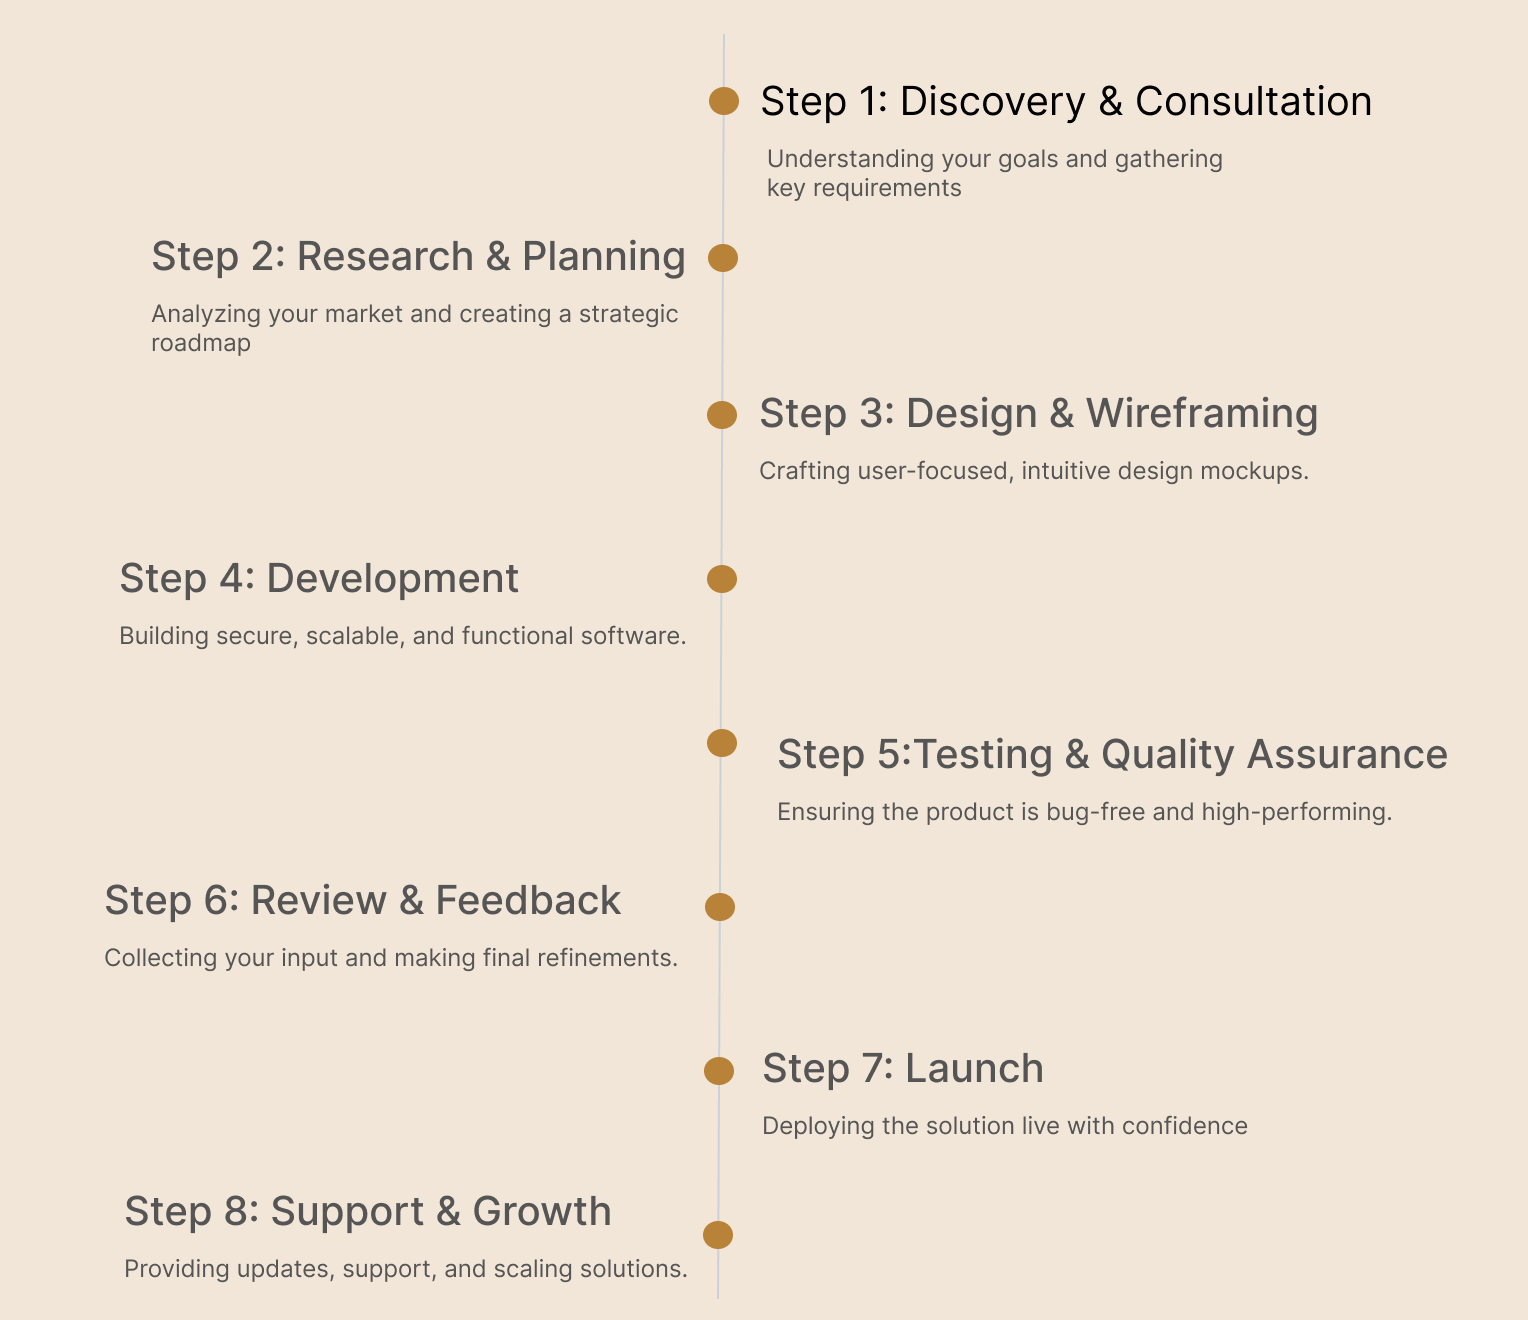 Step 1: Discovery & Consultation
Understanding your goals and gathering
key requirements
Step 2: Research & Planning
Analyzing your market and creating a strategic
roadmap
Step 3: Design & Wireframing
Crafting user-focused, intuitive design mockups.
Step 4: Development
Building secure, scalable, and functional software.
Step 5:Testing & Quality Assurance
Ensuring the product is bug-free and high-performing.
Step 6: Review & Feedback
Collecting your input and making final refinements.
Step 7: Launch
Deploying the solution live with confidence
Step 8: Support & Growth
Providing updates, support, and scaling solutions.